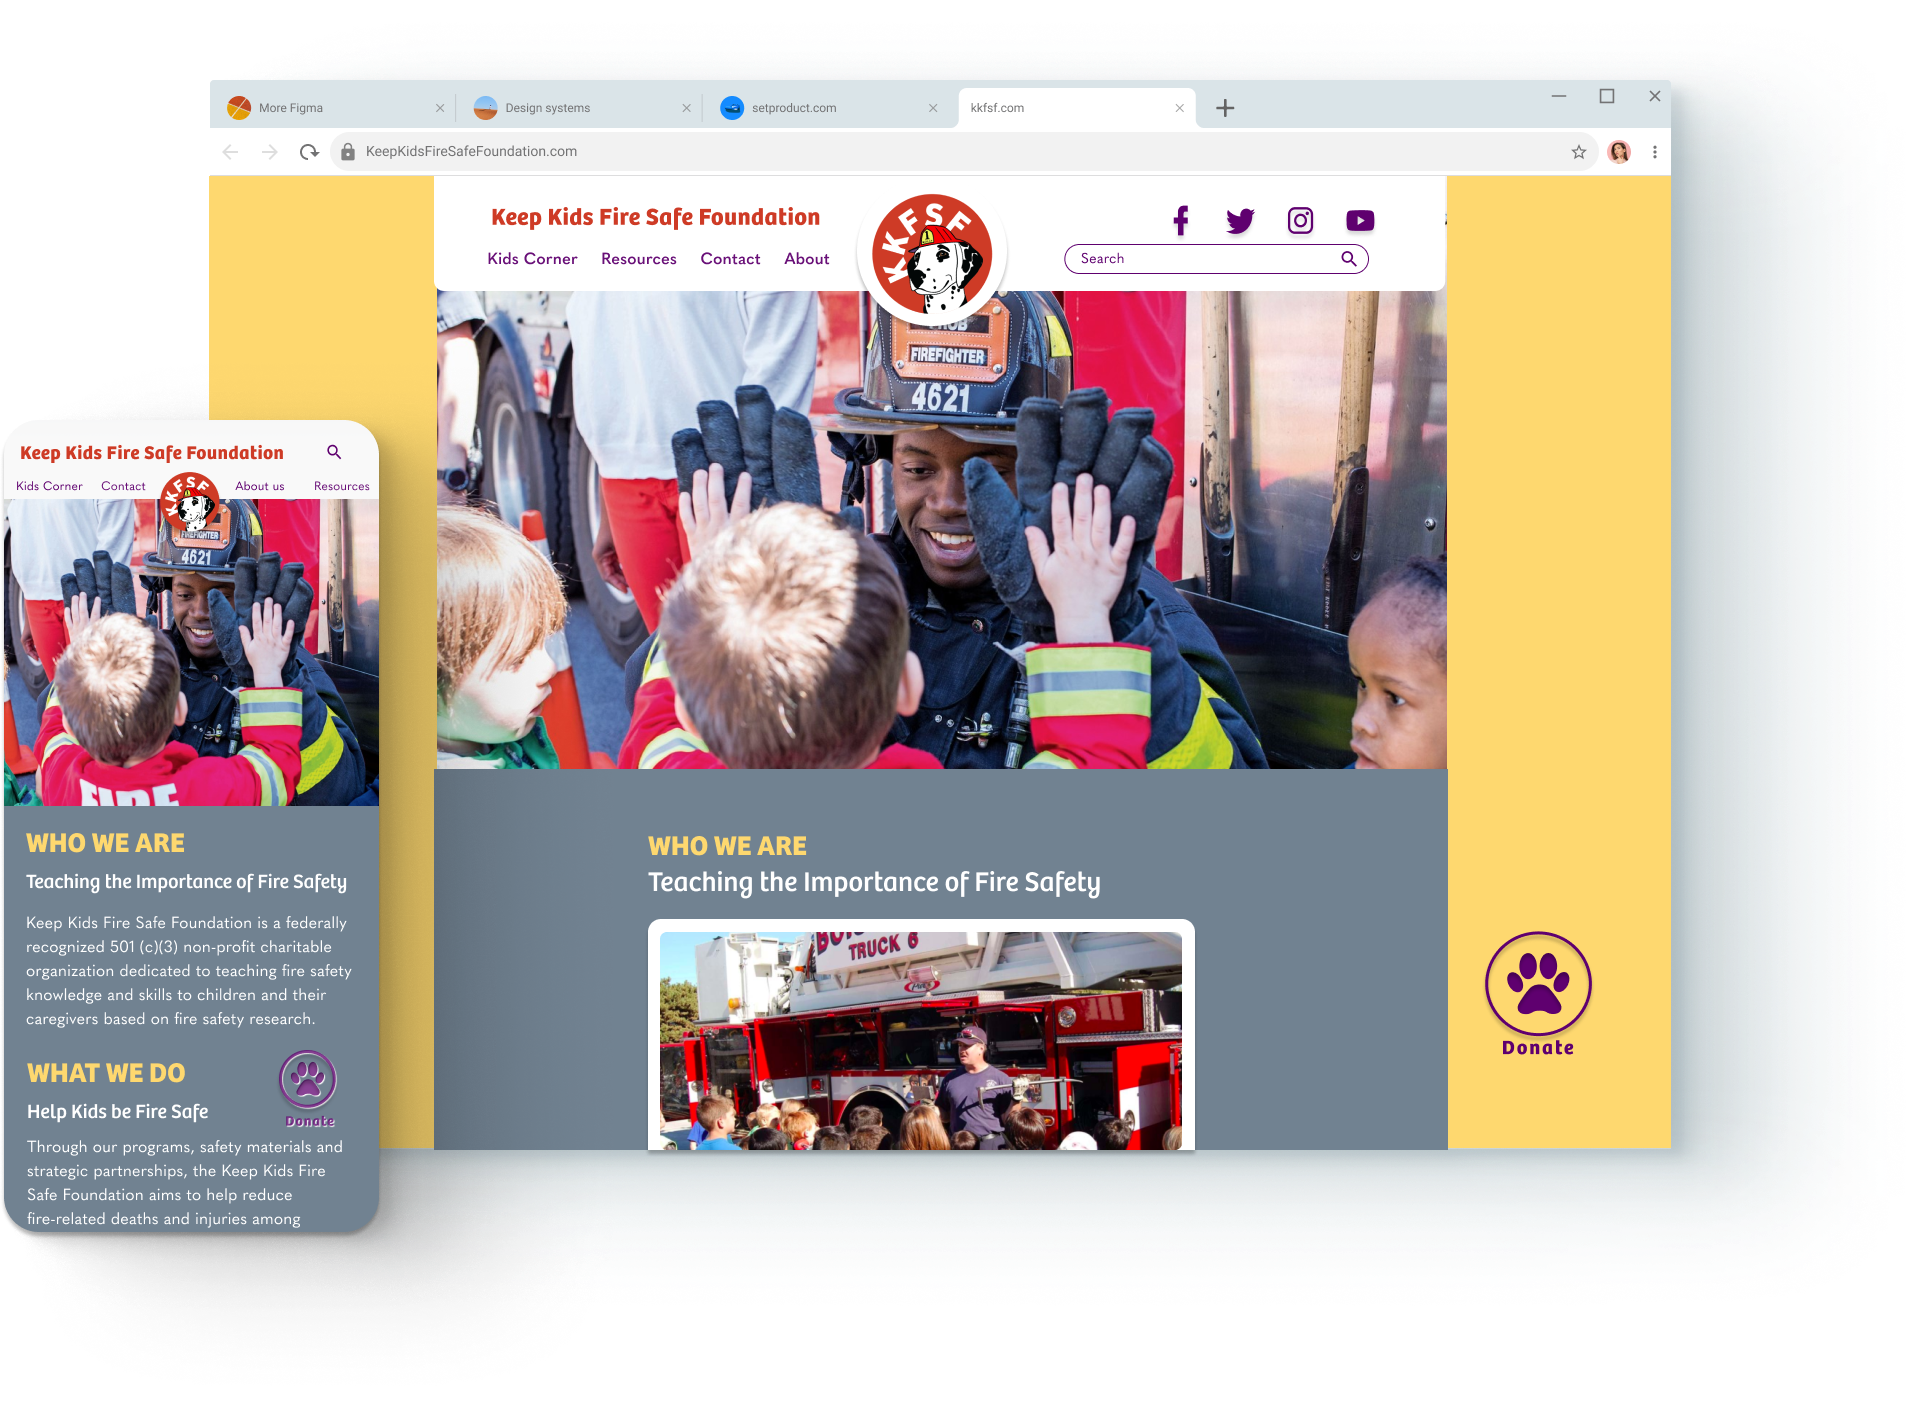 More Figma
Design systems
setproduct.com
kkfsf.com
KeepKidsFireSafeFoundation.com
Keep Kids Fire Safe Foundation
Kids Corner Resources Contact About
KKFSF
1
Search
FIREFIGHTER
4621
WHO WE ARE
Teaching the Importance of Fire Safety
TRUCK 6
Donate
Keep Kids Fire Safe Foundation
Kids Corner Contact About us Resources
KKFSF
FIREFIGHTER
4621
FIRE
WHO WE ARE
Teaching the Importance of Fire Safety
Keep Kids Fire Safe Foundation is a federally
recognized 501 (c)(3) non-profit charitable
organization dedicated to teaching fire safety
knowledge and skills to children and their
caregivers based on fire safety research.
WHAT WE DO
Help Kids be Fire Safe
Donate
Through our programs, safety materials and
strategic partnerships, the Keep Kids Fire
Safe Foundation aims to help reduce
fire-related deaths and injuries among